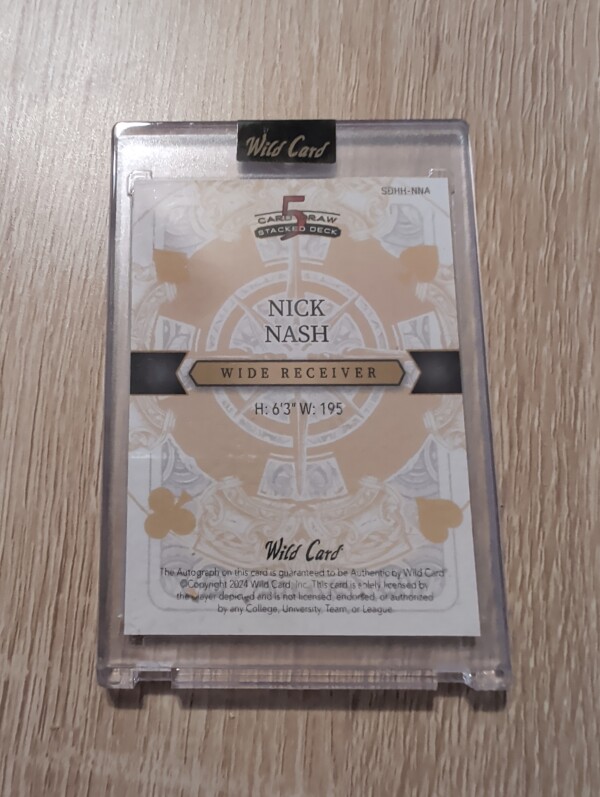 Wild Card
SDHH-NNA
5
CARD DRAW
STACKED DECK
NICK
NASH
WIDE RECEIVER
H: 6'3" W: 195
Wild Card®
The Autograph on this card is guaranteed to be Authentic by Wild Card®
©Copyright 2024 Wild Card, Inc. This card is solely licensed by
the player depicted and is not licensed, endorsed, or authorized
by any College, University, Team, or League.